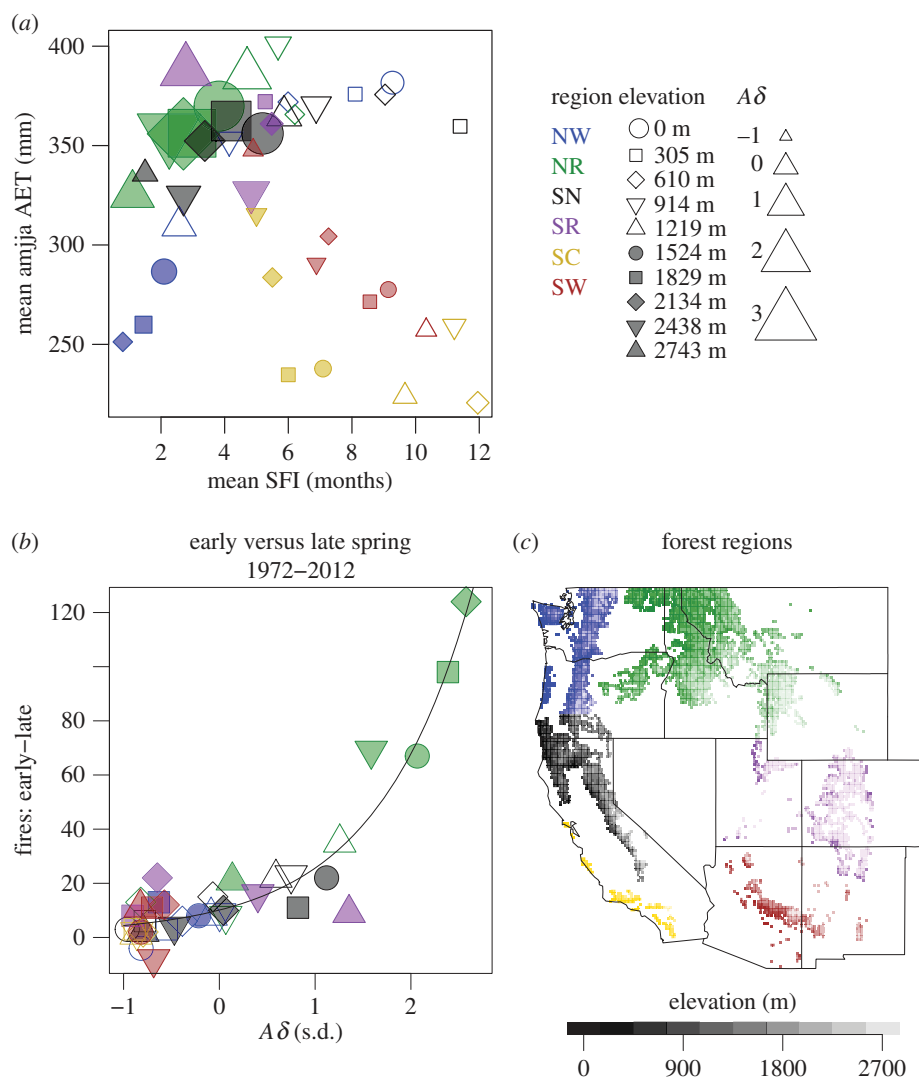 (a)
400
350
300
250
mean amjja AET (mm)
2 4 6 8 10 12
mean SFI (months)
region elevation Aδ
NW
NR
SN
SR
SC
SW
0 m
305 m
610 m
914 m
1219 m
1524 m
1829 m
2134 m
2438 m
2743 m
–1
0
1
2
3
(b) early versus late spring
1972–2012
120
100
80
60
40
20
0
fires: early–late
–1 0 1 2
Aδ (s.d.)
(c) forest regions
elevation (m)
0 900 1800 2700